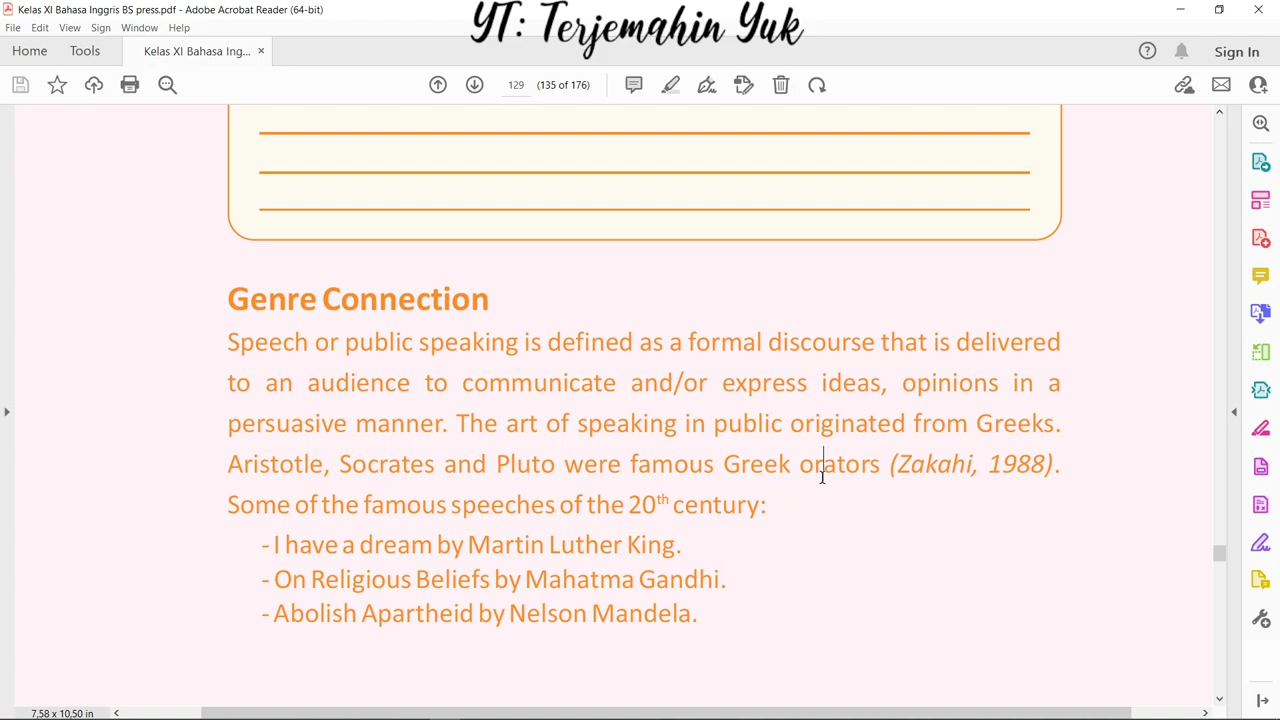 Kelas XI Bahasa Inggris BS press.pdf - Adobe Acrobat Reader (64-bit)
YT: Terjemahin Yuk
File Edit View Sign Window Help
Home Tools Kelas XI Bahasa Ing... × Sign In
129 (135 of 176)
Genre Connection
Speech or public speaking is defined as a formal discourse that is delivered
to an audience to communicate and/or express ideas, opinions in a
persuasive manner. The art of speaking in public originated from Greeks.
Aristotle, Socrates and Pluto were famous Greek orators (Zakahi, 1988).
Some of the famous speeches of the 20th century:
- I have a dream by Martin Luther King.
- On Religious Beliefs by Mahatma Gandhi.
- Abolish Apartheid by Nelson Mandela.
7,58 x 10,50 in